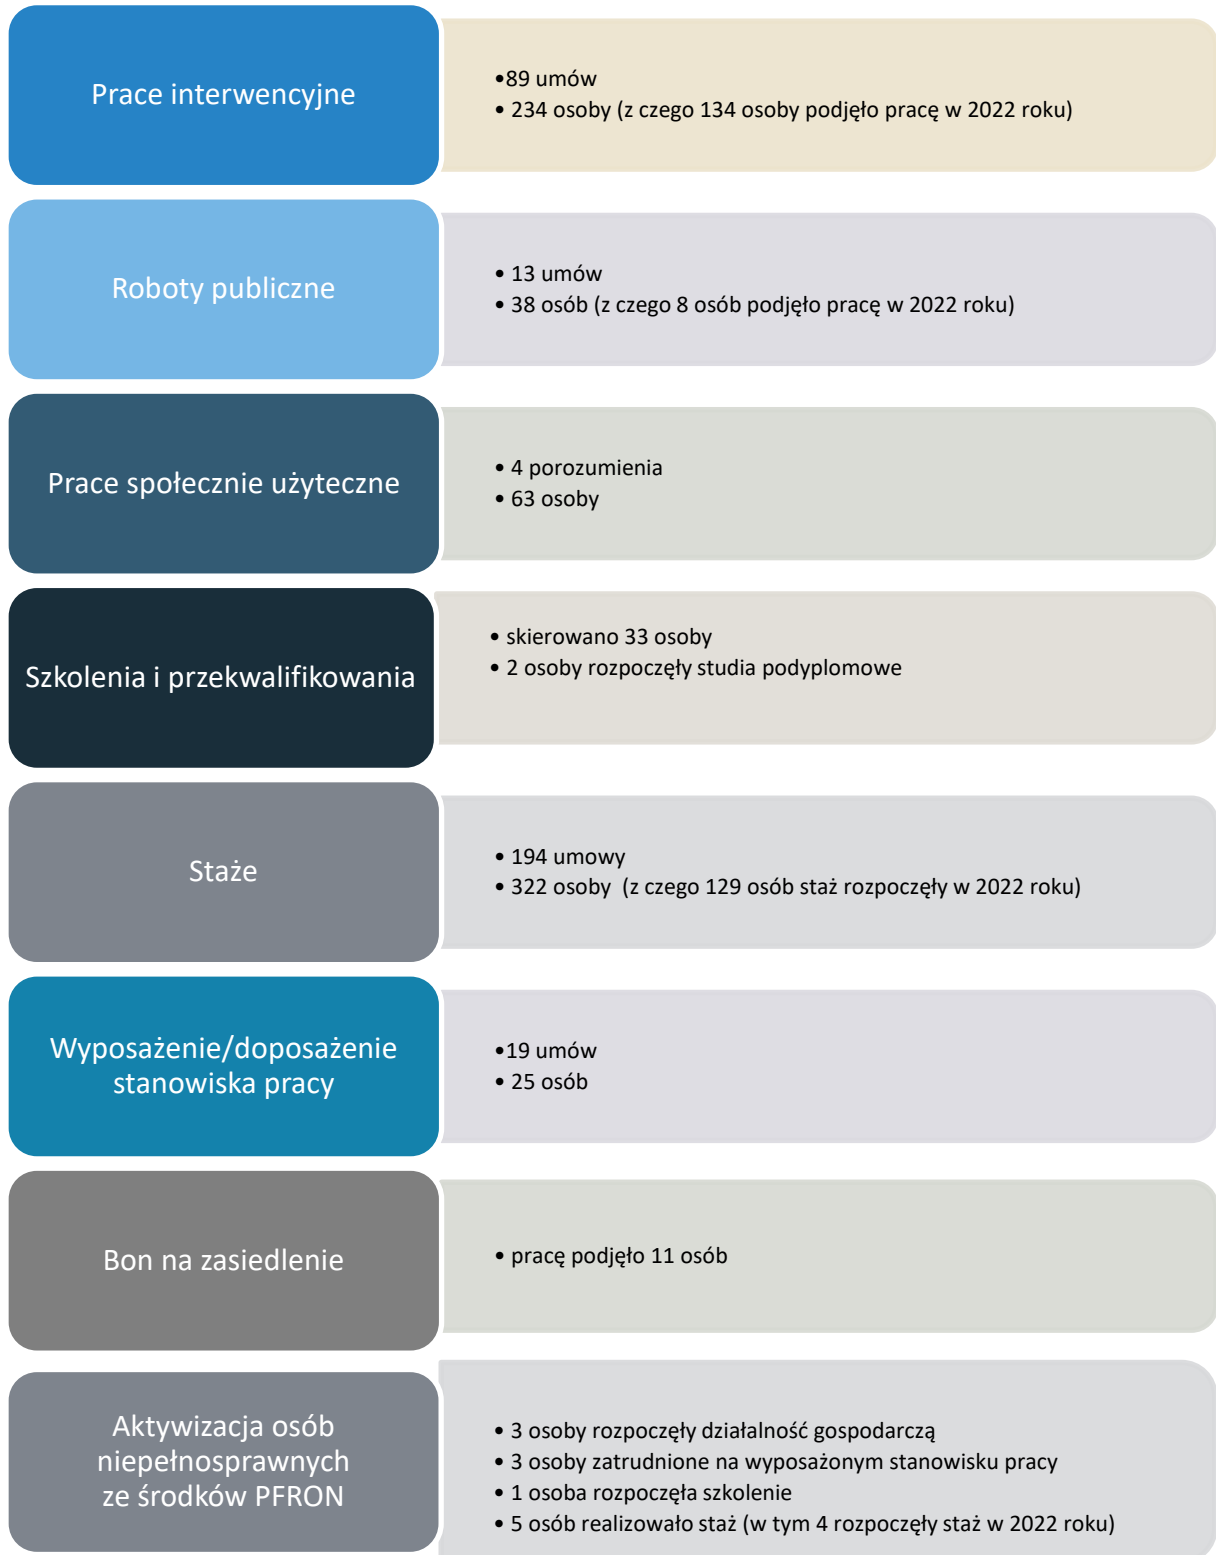 Prace interwencyjne
•89 umów
• 234 osoby (z czego 134 osoby podjęło pracę w 2022 roku)
Roboty publiczne
• 13 umów
• 38 osób (z czego 8 osób podjęło pracę w 2022 roku)
Prace społecznie użyteczne
• 4 porozumienia
• 63 osoby
Szkolenia i przekwalifikowania
• skierowano 33 osoby
• 2 osoby rozpoczęły studia podyplomowe
Staże
• 194 umowy
• 322 osoby  (z czego 129 osób staż rozpoczęły w 2022 roku)
Wyposażenie/doposażenie
stanowiska pracy
•19 umów
• 25 osób
Bon na zasiedlenie
• pracę podjęło 11 osób
Aktywizacja osób
niepełnosprawnych
ze środków PFRON
• 3 osoby rozpoczęły działalność gospodarczą
• 3 osoby zatrudnione na wyposażonym stanowisku pracy
• 1 osoba rozpoczęła szkolenie
• 5 osób realizowało staż (w tym 4 rozpoczęły staż w 2022 roku)